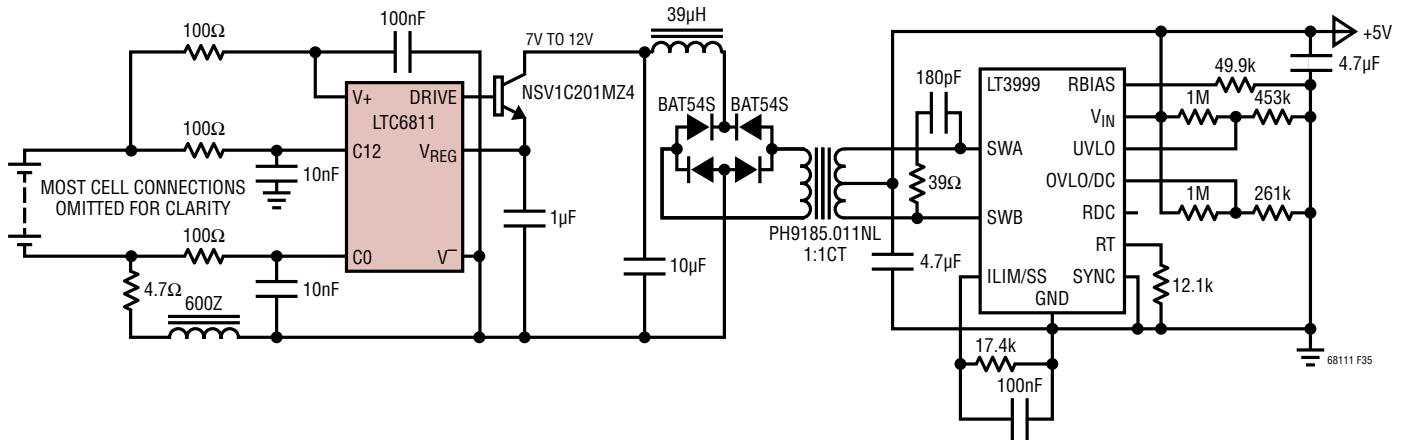 100Ω
100nF
V+
DRIVE
LTC6811
C12
VREG
C0
V–
100Ω
10nF
MOST CELL CONNECTIONS
OMITTED FOR CLARITY
100Ω
10nF
4.7Ω
600Z
7V TO 12V
NSV1C201MZ4
1µF
10µF
39µH
BAT54S
BAT54S
PH9185.011NL
1:1CT
180pF
39Ω
4.7µF
LT3999
RBIAS
VIN
UVLO
OVLO/DC
RDC
RT
SYNC
GND
ILIM/SS
SWA
SWB
49.9k
1M
453k
1M
261k
12.1k
17.4k
100nF
+5V
4.7µF
68111 F35